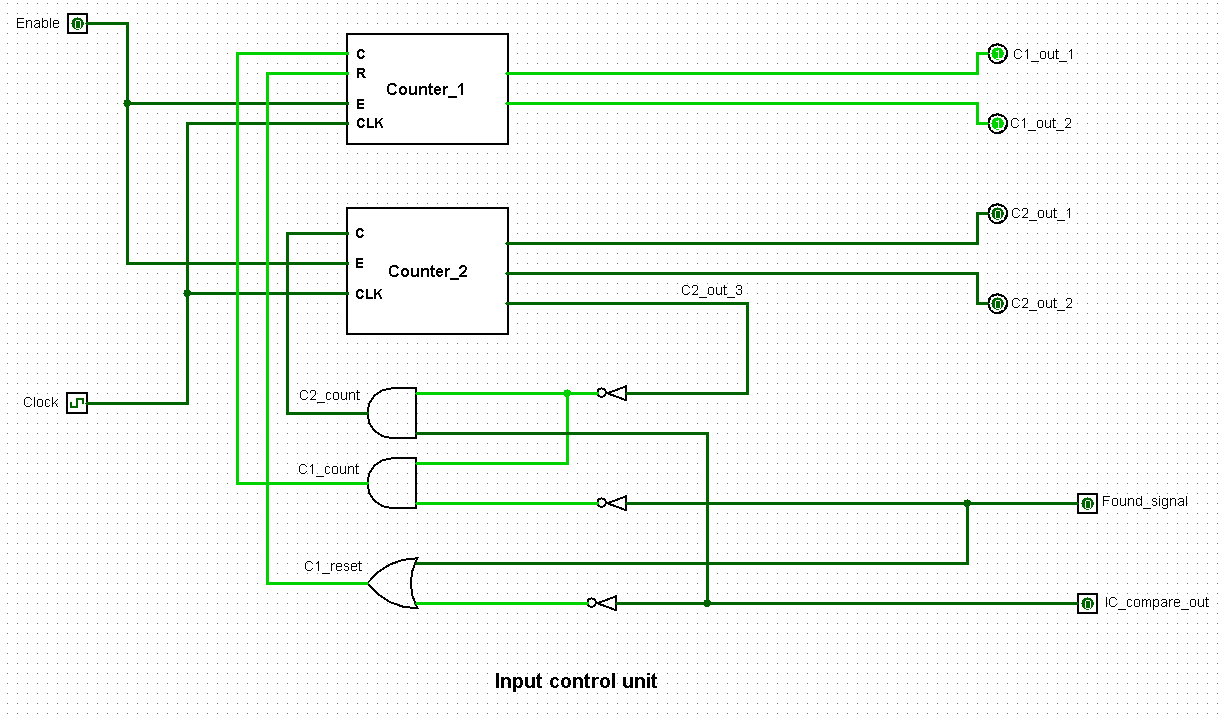 Enable
C
R
E
CLK
Counter_1
C1_out_1
C1_out_2
C
E
CLK
Counter_2
C2_out_1
C2_out_2
C2_out_3
Clock
C2_count
C1_count
C1_reset
Found_signal
IC_compare_out
Input control unit